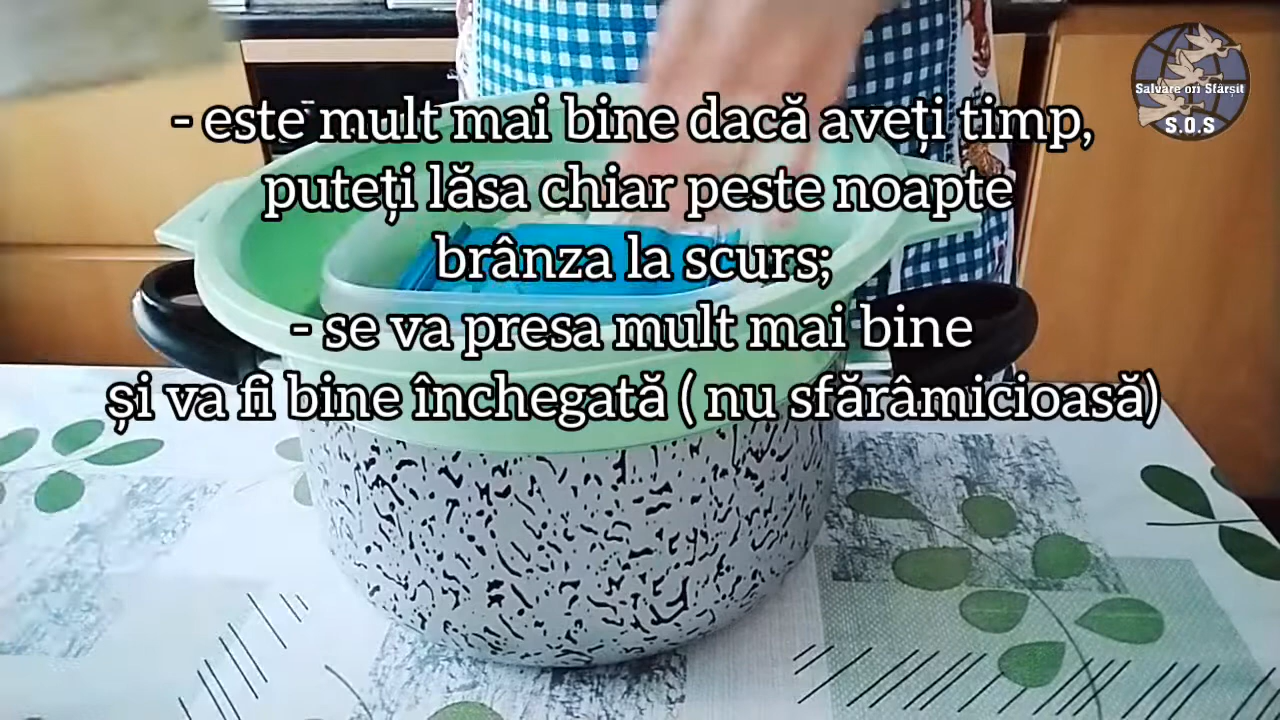 - este mult mai bine dacă aveți timp,
puteți lăsa chiar peste noapte
brânza la scurs;
- se va presa mult mai bine
și va fi bine închegată ( nu sfărâmicioasă)
Salvare ori Sfârșit
S.O.S